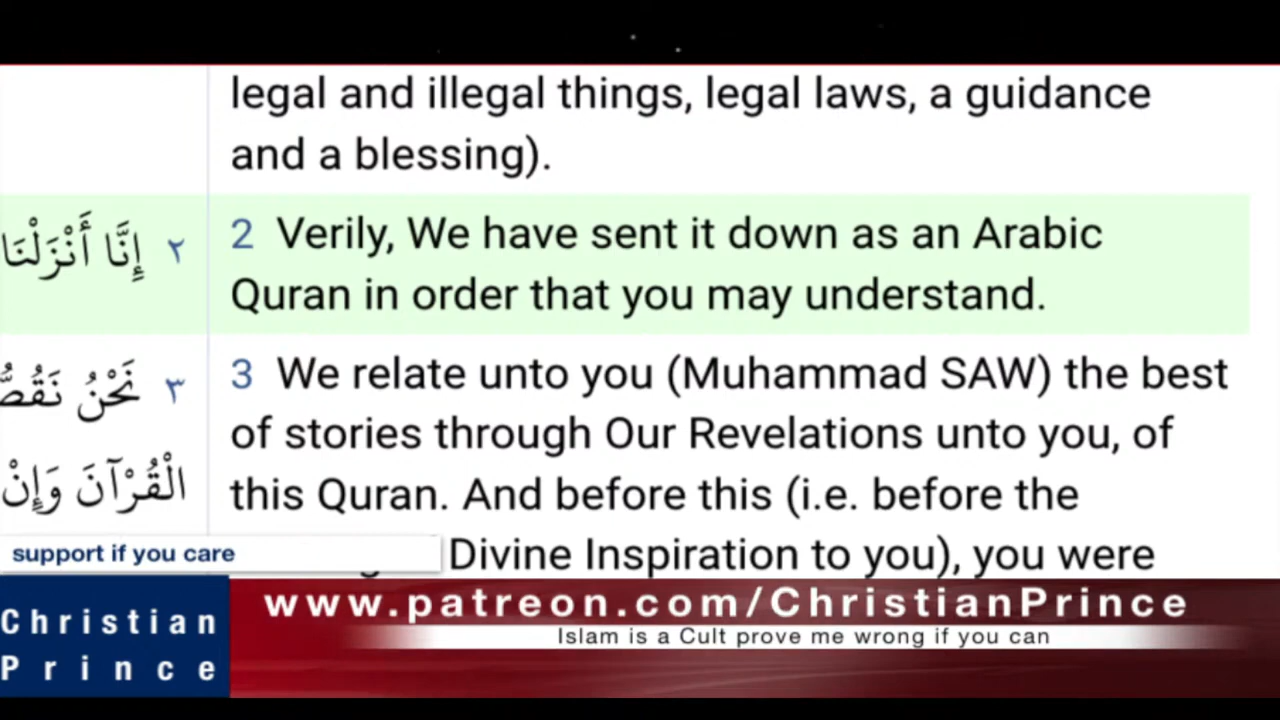 legal and illegal things, legal laws, a guidance
and a blessing).
٢ إِنَّا أَنْزَلْنَا
2 Verily, We have sent it down as an Arabic
Quran in order that you may understand.
٣ نَحْنُ
الْقُرْآنَ وَإِنْ
3 We relate unto you (Muhammad SAW) the best
of stories through Our Revelations unto you, of
this Quran. And before this (i.e. before the
Divine Inspiration to you), you were
support if you care
Christian
Prince
www.patreon.com/ChristianPrince
Islam is a Cult prove me wrong if you can